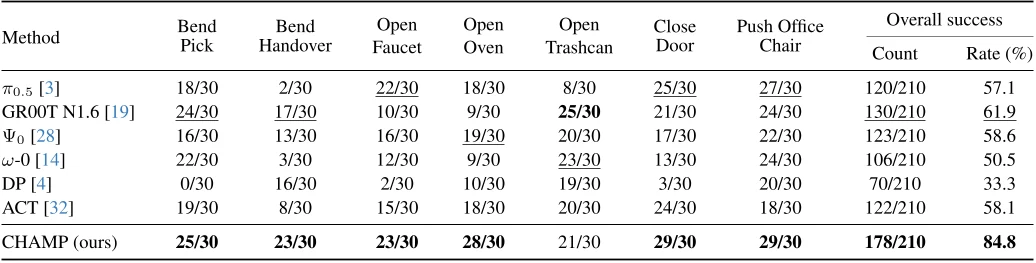 Method Bend Pick Bend Handover Open Faucet Open Oven Open Trashcan Close Door Push Office Chair Overall success Count Rate (%)
π0.5 [3] 18/30 2/30 22/30 18/30 8/30 25/30 27/30 120/210 57.1
GR00T N1.6 [19] 24/30 17/30 10/30 9/30 25/30 21/30 24/30 130/210 61.9
Ψ0 [28] 16/30 13/30 16/30 19/30 20/30 17/30 22/30 123/210 58.6
ω-0 [14] 22/30 3/30 12/30 9/30 23/30 13/30 24/30 106/210 50.5
DP [4] 0/30 16/30 2/30 10/30 19/30 3/30 20/30 70/210 33.3
ACT [32] 19/30 8/30 15/30 18/30 20/30 24/30 18/30 122/210 58.1
CHAMP (ours) 25/30 23/30 23/30 28/30 21/30 29/30 29/30 178/210 84.8